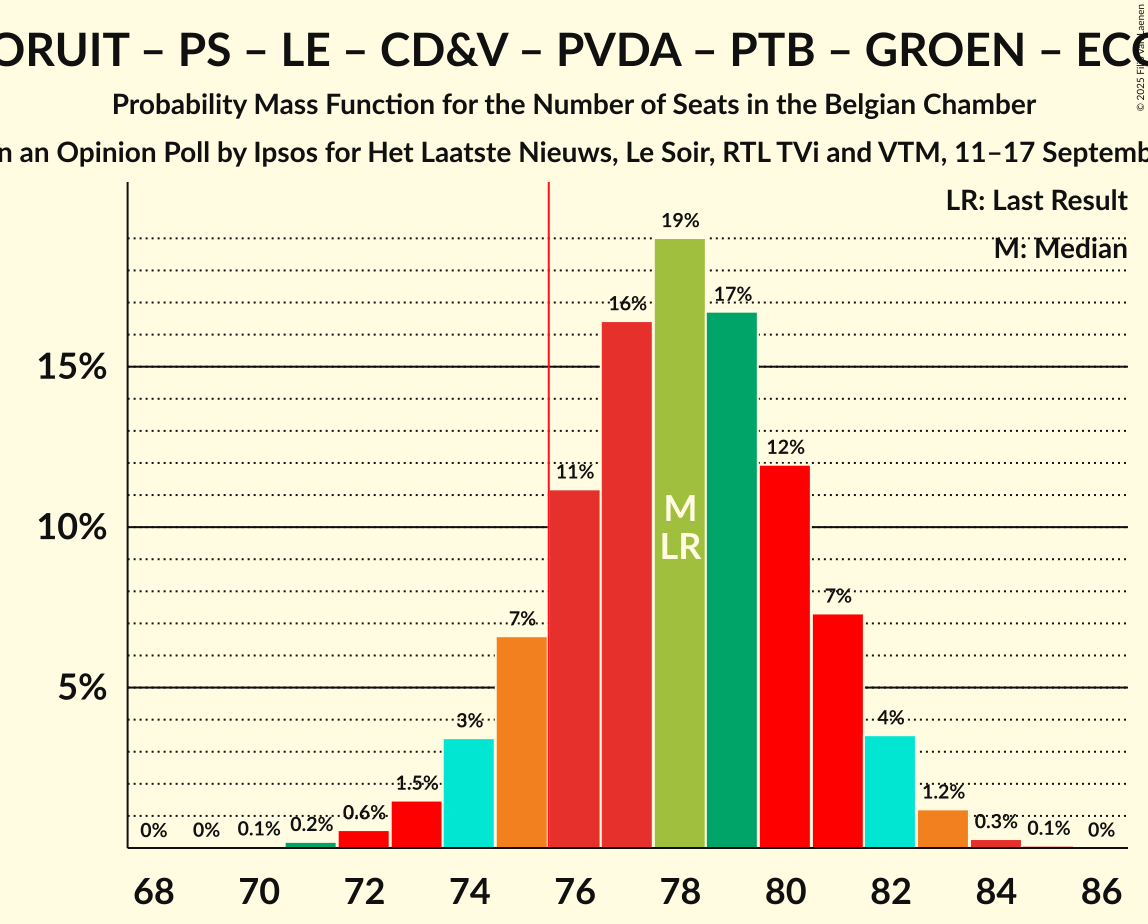 ORUIT – PS – LE – CD&V – PVDA – PTB – GROEN – ECO
Probability Mass Function for the Number of Seats in the Belgian Chamber
n an Opinion Poll by Ipsos for Het Laatste Nieuws, Le Soir, RTL TVi and VTM, 11–17 Septemb
© 2025 Filip van Laenen
LR: Last Result
M: Median
19%
17%
16%
15%
12%
11%
10%
M
LR
7%
7%
5%
4%
3%
1.5%
1.2%
0% 0% 0.1% 0.2% 0.6% 0.3% 0.1% 0%
68 70 72 74 76 78 80 82 84 86